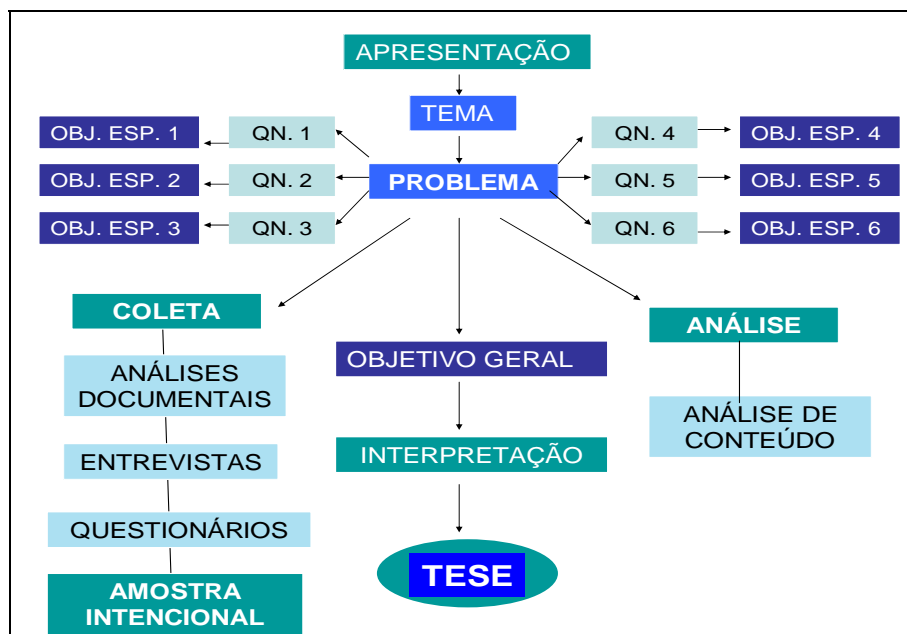 APRESENTAÇÃO
TEMA
OBJ. ESP. 1
QN. 1
QN. 4
OBJ. ESP. 4
OBJ. ESP. 2
QN. 2
PROBLEMA
QN. 5
OBJ. ESP. 5
OBJ. ESP. 3
QN. 3
QN. 6
OBJ. ESP. 6
COLETA
ANÁLISES
DOCUMENTAIS
ENTREVISTAS
QUESTIONÁRIOS
AMOSTRA
INTENCIONAL
OBJETIVO GERAL
INTERPRETAÇÃO
TESE
ANÁLISE
ANÁLISE DE
CONTEÚDO